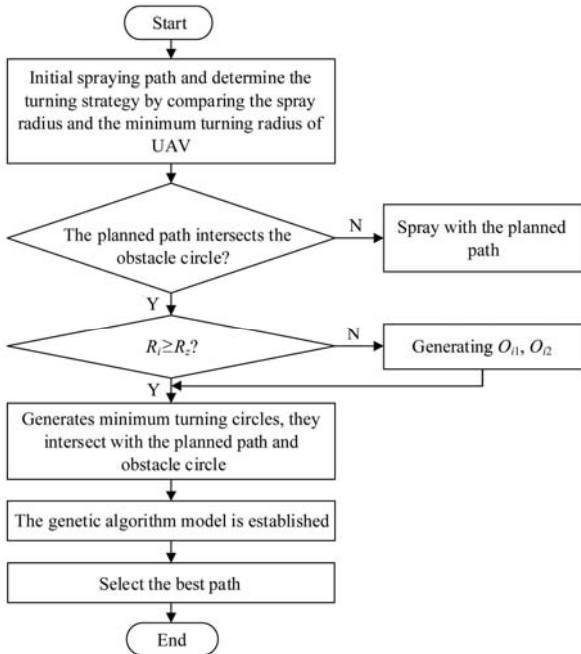 Start
Initial spraying path and determine the
turning strategy by comparing the spray
radius and the minimum turning radius of
UAV
The planned path intersects the
obstacle circle?
N
Spray with the planned
path
Y
Ri≥Rz?
N
Generating Oi1, Oi2
Y
Generates minimum turning circles, they
intersect with the planned path and
obstacle circle
The genetic algorithm model is established
Select the best path
End